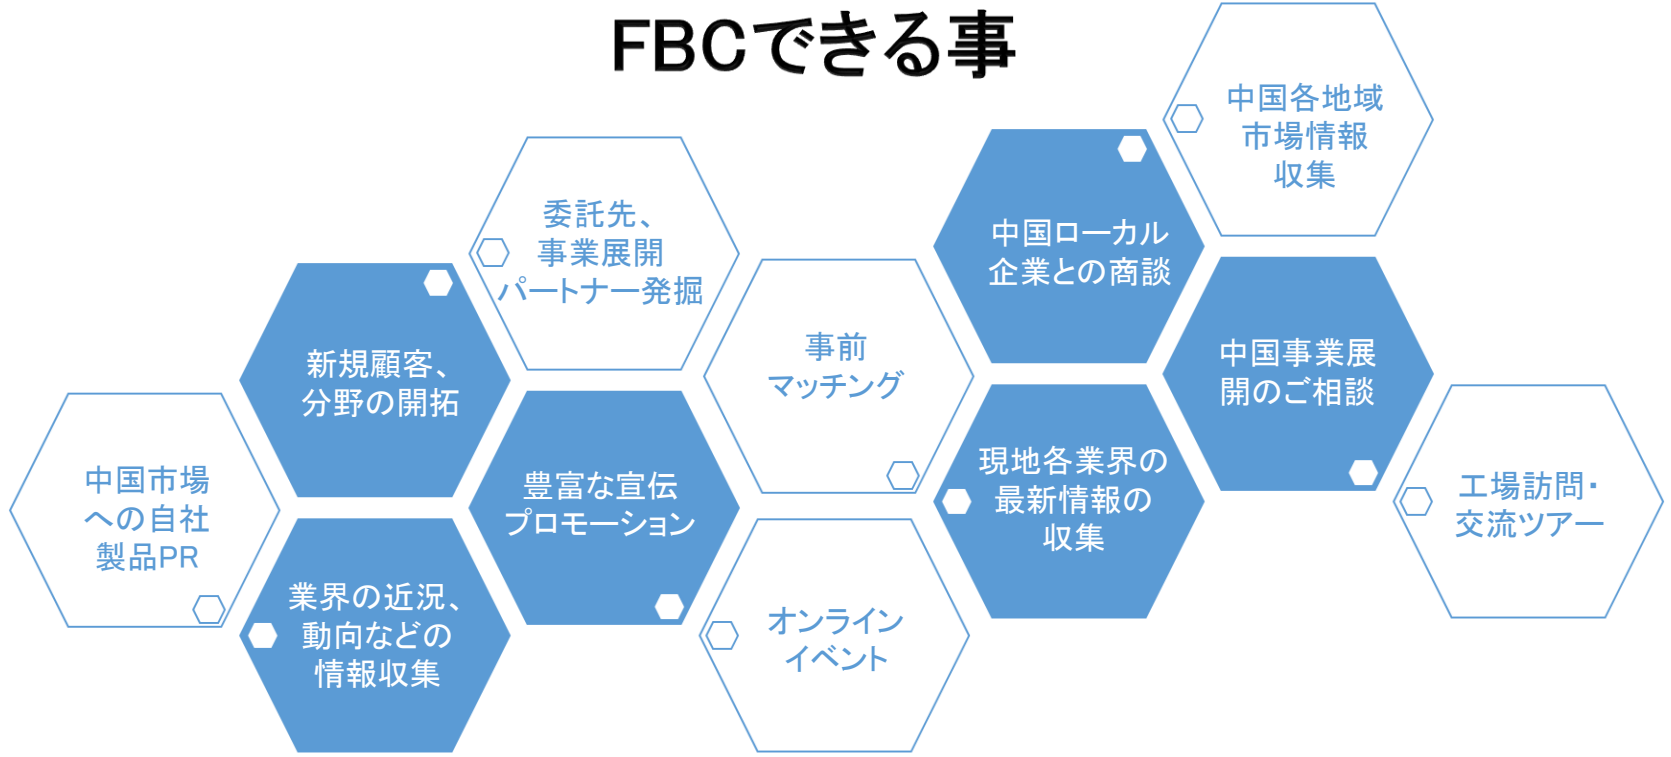 FBCできる事
中国市場
への自社
製品PR
新規顧客、
分野の開拓
業界の近況、
動向などの
情報収集
委託先、
事業展開
パートナー発掘
豊富な宣伝
プロモーション
事前
マッチング
オンライン
イベント
中国ローカル
企業との商談
現地各業界の
最新情報の
収集
中国各地域
市場情報
収集
中国事業展
開のご相談
工場訪問・
交流ツアー